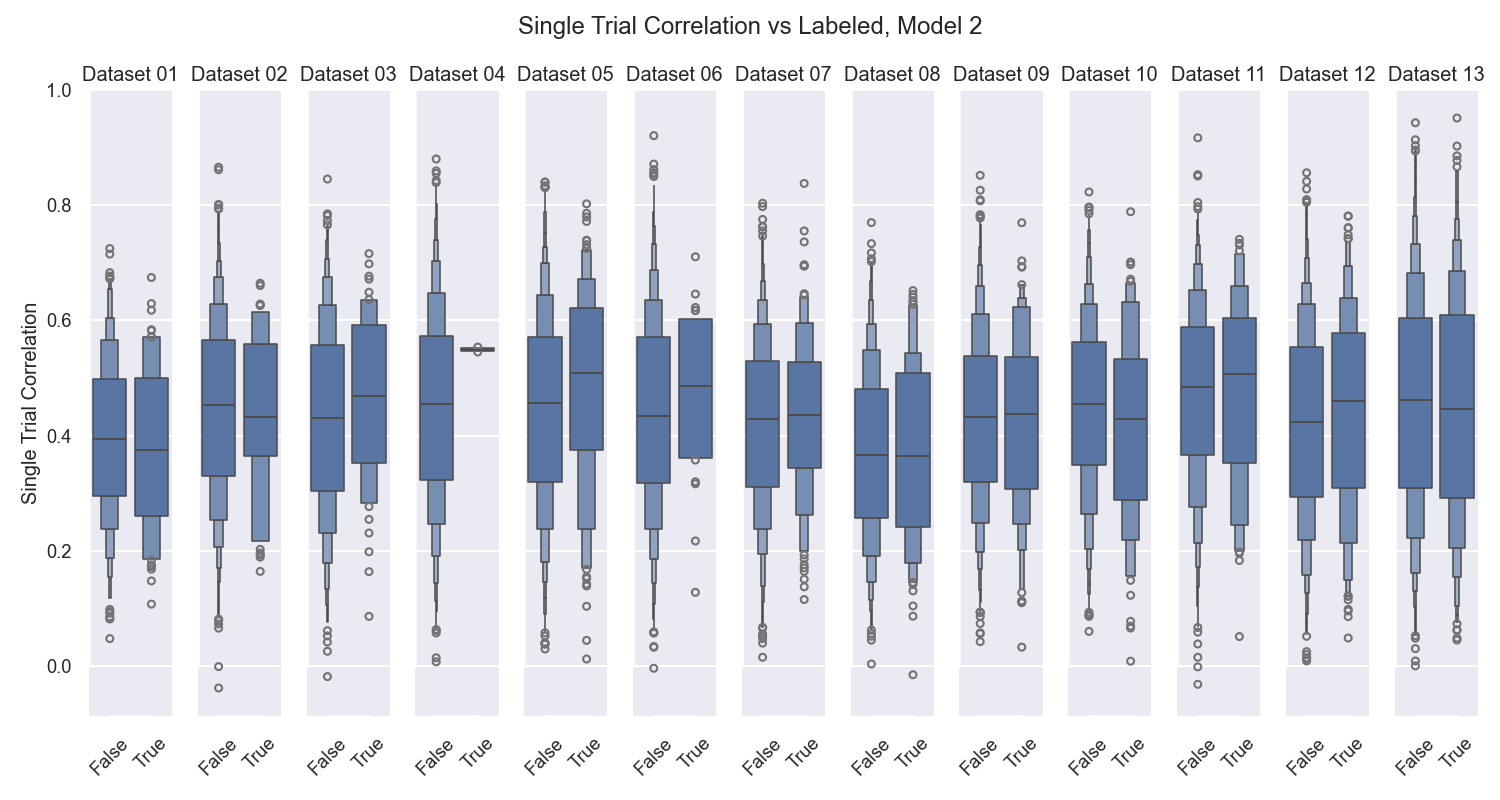 Single Trial Correlation vs Labeled, Model 2
Dataset 01 Dataset 02 Dataset 03 Dataset 04 Dataset 05 Dataset 06 Dataset 07 Dataset 08 Dataset 09 Dataset 10 Dataset 11 Dataset 12 Dataset 13
1.0
0.8
0.6
0.4
0.2
0.0
Single Trial Correlation
False True False True False True False True False True False True False True False True False True False True False True False True False True